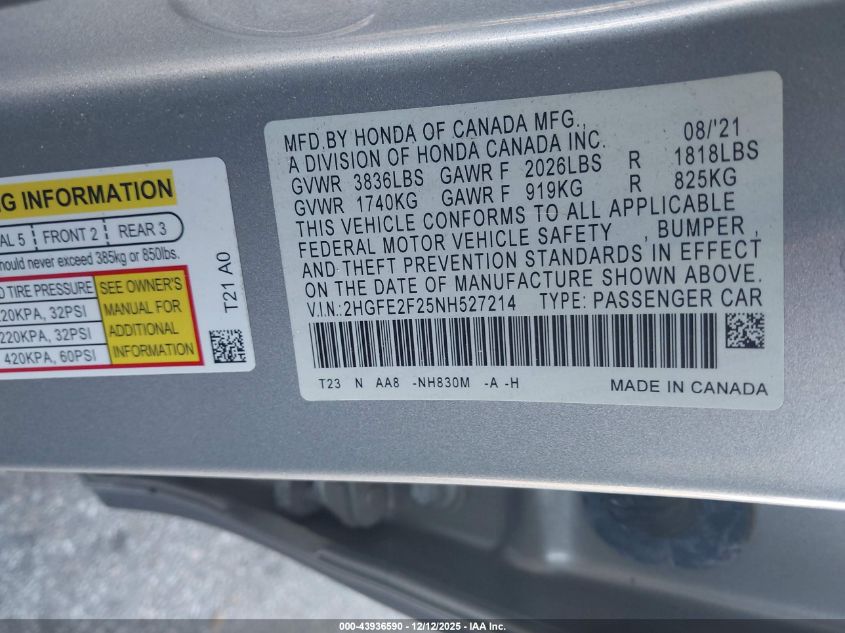 MFD.BY HONDA OF CANADA MFG., 08/'21
A DIVISION OF HONDA CANADA INC.
GVWR 3836LBS GAWR F 2026LBS R 1818LBS
GVWR 1740KG GAWR F 919KG R 825KG
THIS VEHICLE CONFORMS TO ALL APPLICABLE
FEDERAL MOTOR VEHICLE SAFETY , BUMPER ,
AND THEFT PREVENTION STANDARDS IN EFFECT
ON THE DATE OF MANUFACTURE SHOWN ABOVE.
V.I.N: 2HGFE2F25NH527214 TYPE: PASSENGER CAR
T23 N AA8 -NH830M -A -H MADE IN CANADA
INFORMATION
5 FRONT 2 REAR 3
should never exceed 385kg or 850lbs.
TIRE PRESSURE SEE OWNER'S
220KPA, 32PSI MANUAL FOR
220KPA, 32PSI ADDITIONAL
420KPA, 60PSI INFORMATION
T21 A0
000-43936590 - 12/12/2025 - IAA Inc.